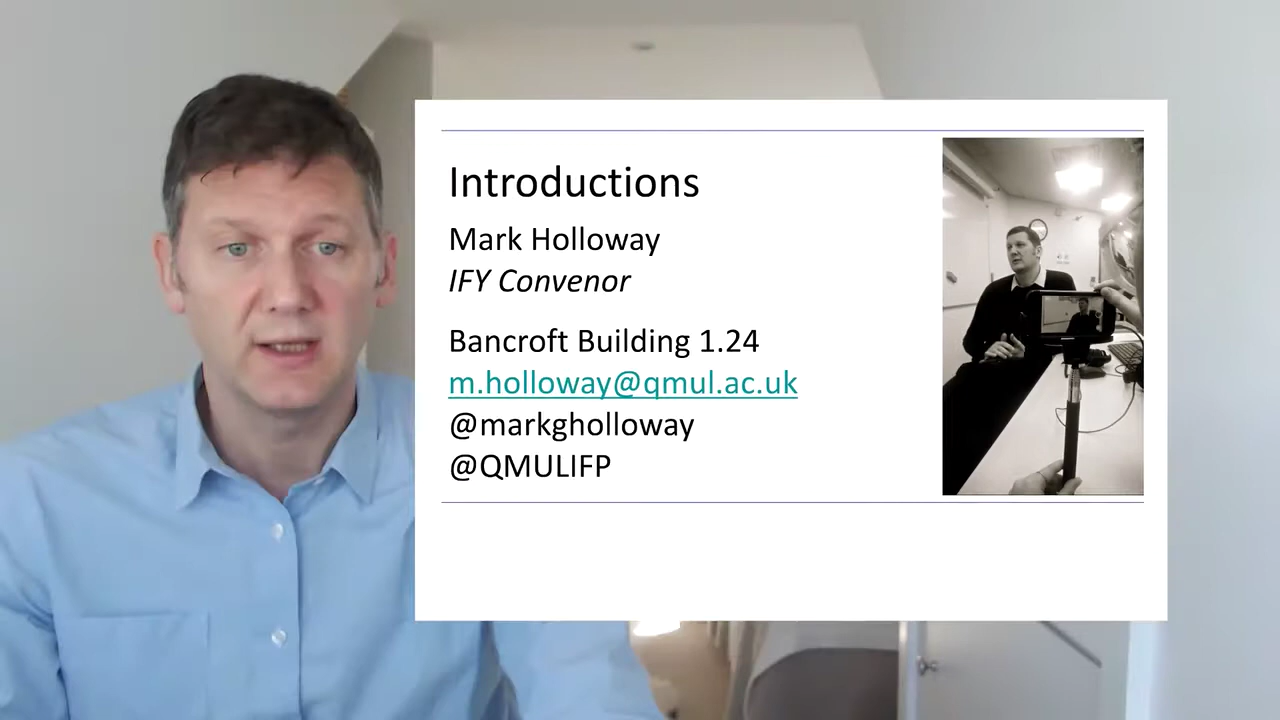 Introductions
Mark Holloway
IFY Convenor
Bancroft Building 1.24
m.holloway@qmul.ac.uk
@markgholloway
@QMULIFP